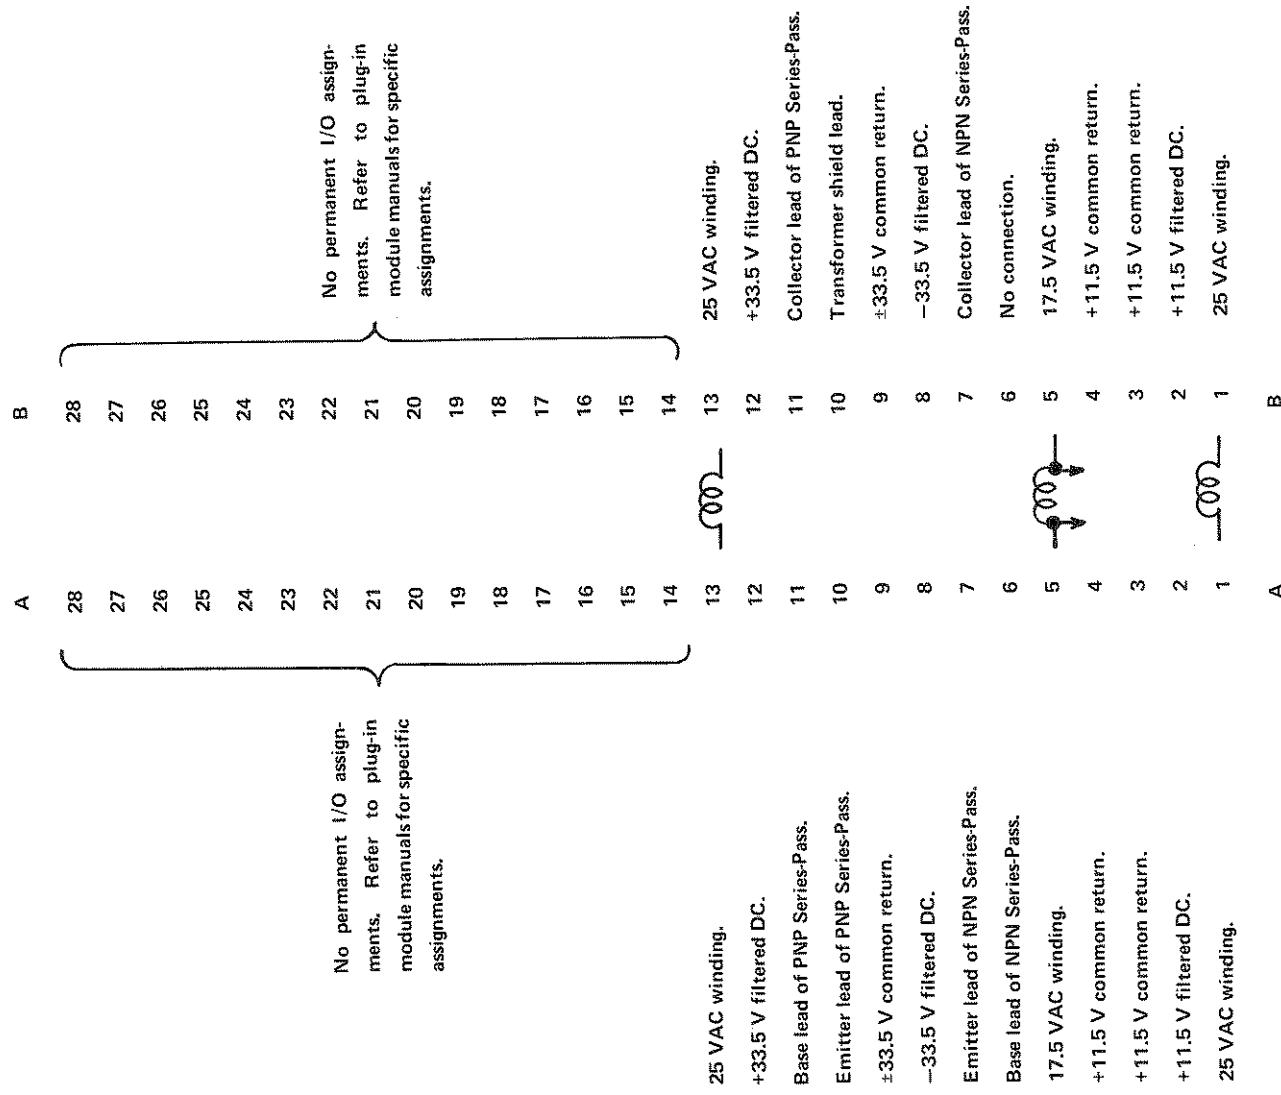 A B
28 28
27 27
26 26
25 25
24 24
23 23
No permanent I/O assign- 22 22 No permanent I/O assign-
ments. Refer to plug-in 21 21 ments. Refer to plug-in
module manuals for specific 20 20 module manuals for specific
assignments. 19 19 assignments.
18 18
17 17
16 16
15 15
14 14
25 VAC winding. 13 13 25 VAC winding.
+33.5 V filtered DC. 12 12 +33.5 V filtered DC.
Base lead of PNP Series-Pass. 11 11 Collector lead of PNP Series-Pass.
Emitter lead of PNP Series-Pass. 10 10 Transformer shield lead.
±33.5 V common return. 9 9 ±33.5 V common return.
−33.5 V filtered DC. 8 8 −33.5 V filtered DC.
Emitter lead of NPN Series-Pass. 7 7 Collector lead of NPN Series-Pass.
Base lead of NPN Series-Pass. 6 6 No connection.
17.5 VAC winding. 5 5 17.5 VAC winding.
+11.5 V common return. 4 4 +11.5 V common return.
+11.5 V common return. 3 3 +11.5 V common return.
+11.5 V filtered DC. 2 2 +11.5 V filtered DC.
25 VAC winding. 1 1 25 VAC winding.
A B